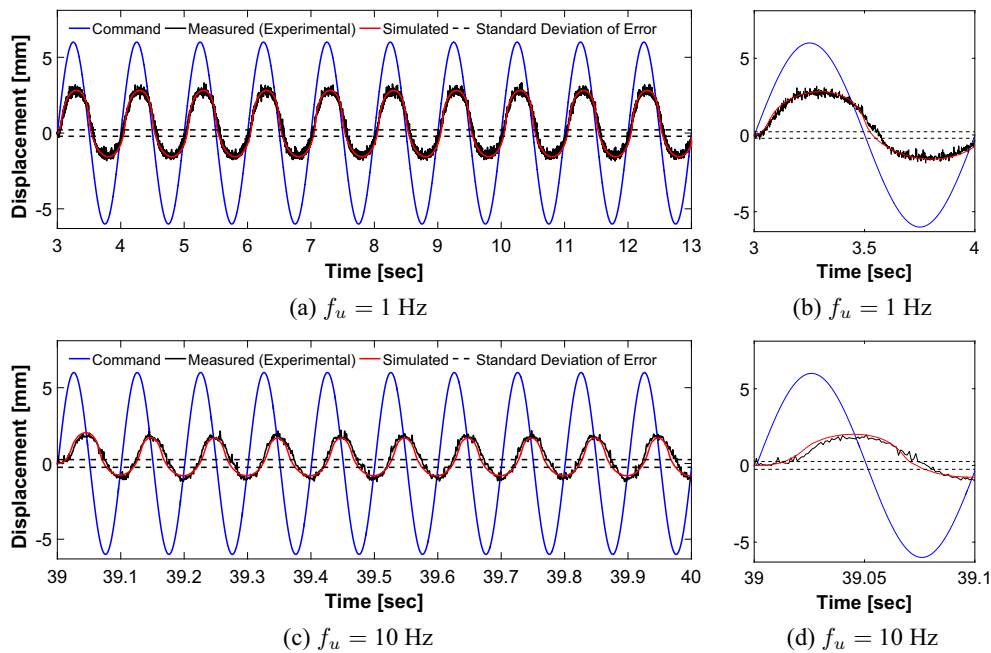 Command Measured (Experimental) Simulated Standard Deviation of Error
Displacement [mm]
5
0
-5
3 4 5 6 7 8 9 10 11 12 13
Time [sec]
(a) f_u = 1 Hz
5
0
-5
3 3.5 4
Time [sec]
(b) f_u = 1 Hz
Command Measured (Experimental) Simulated Standard Deviation of Error
Displacement [mm]
5
0
-5
39 39.1 39.2 39.3 39.4 39.5 39.6 39.7 39.8 39.9 40
Time [sec]
(c) f_u = 10 Hz
5
0
-5
39 39.05 39.1
Time [sec]
(d) f_u = 10 Hz